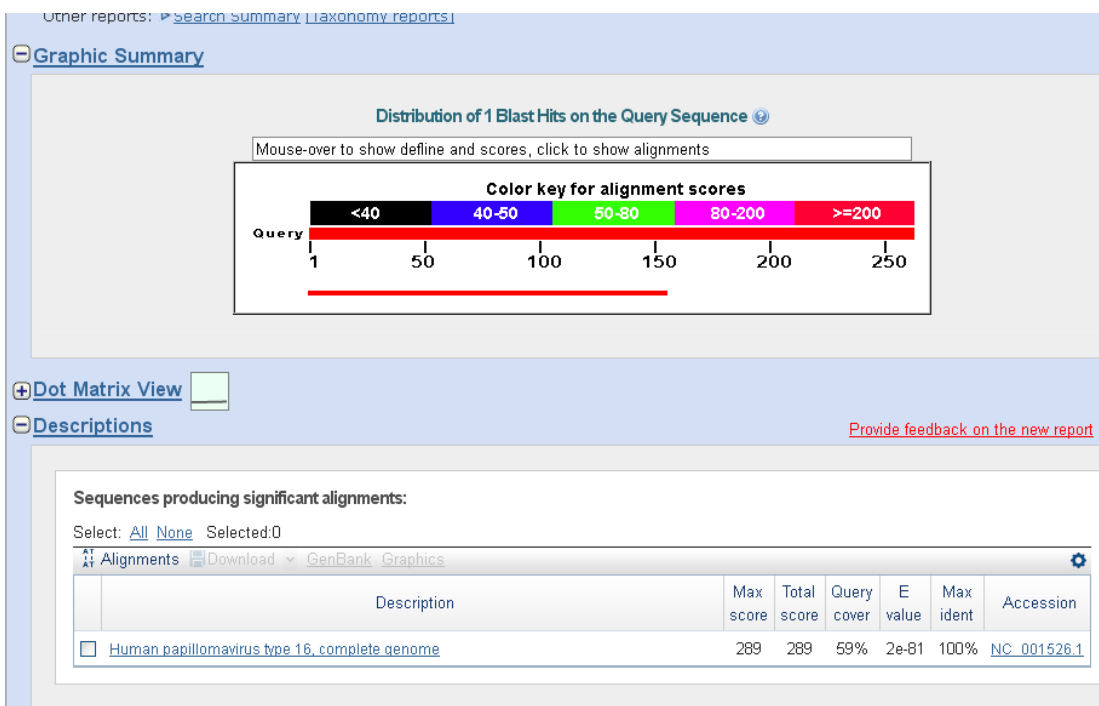 Other reports: Search Summary [Taxonomy reports]
Graphic Summary
Distribution of 1 Blast Hits on the Query Sequence
Mouse-over to show defline and scores, click to show alignments
Color key for alignment scores
<40 40-50 50-80 80-200 >=200
Query
1 50 100 150 200 250
Dot Matrix View
Descriptions
Provide feedback on the new report
Sequences producing significant alignments:
Select: All None Selected:0
Alignments Download GenBank Graphics
Description Max score Total score Query cover E value Max ident Accession
Human papillomavirus type 16, complete genome 289 289 59% 2e-81 100% NC_001526.1